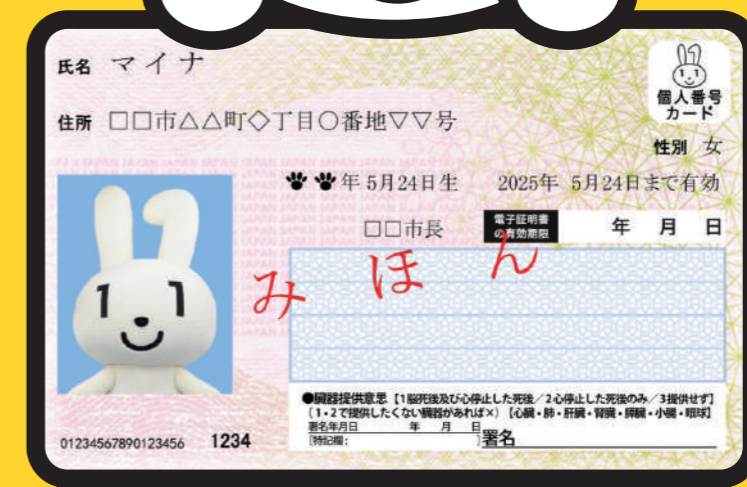 氏名 マイナ
個人番号
カード
住所 □□市△△町◇丁目〇番地▽▽号
性別 女
年 5月24日生 2025年 5月24日まで有効
□□市長 電子証明書
の有効期限 年 月 日
みほん
●臓器提供意思【1脳死後及び心停止した死後／2心停止した死後のみ／3提供せず】
（1・2で提供したくない臓器があれば×）【心臓・肺・肝臓・腎臓・膵臓・小腸・眼球】
署名年月日 年 月 日
［特記欄： ］署名
01234567890123456 1234